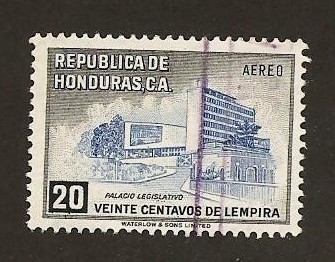 REPUBLICA DE
HONDURAS, C.A.
AEREO
PALACIO LEGISLATIVO
20
VEINTE CENTAVOS DE LEMPIRA
WATERLOW & SONS LIMITED